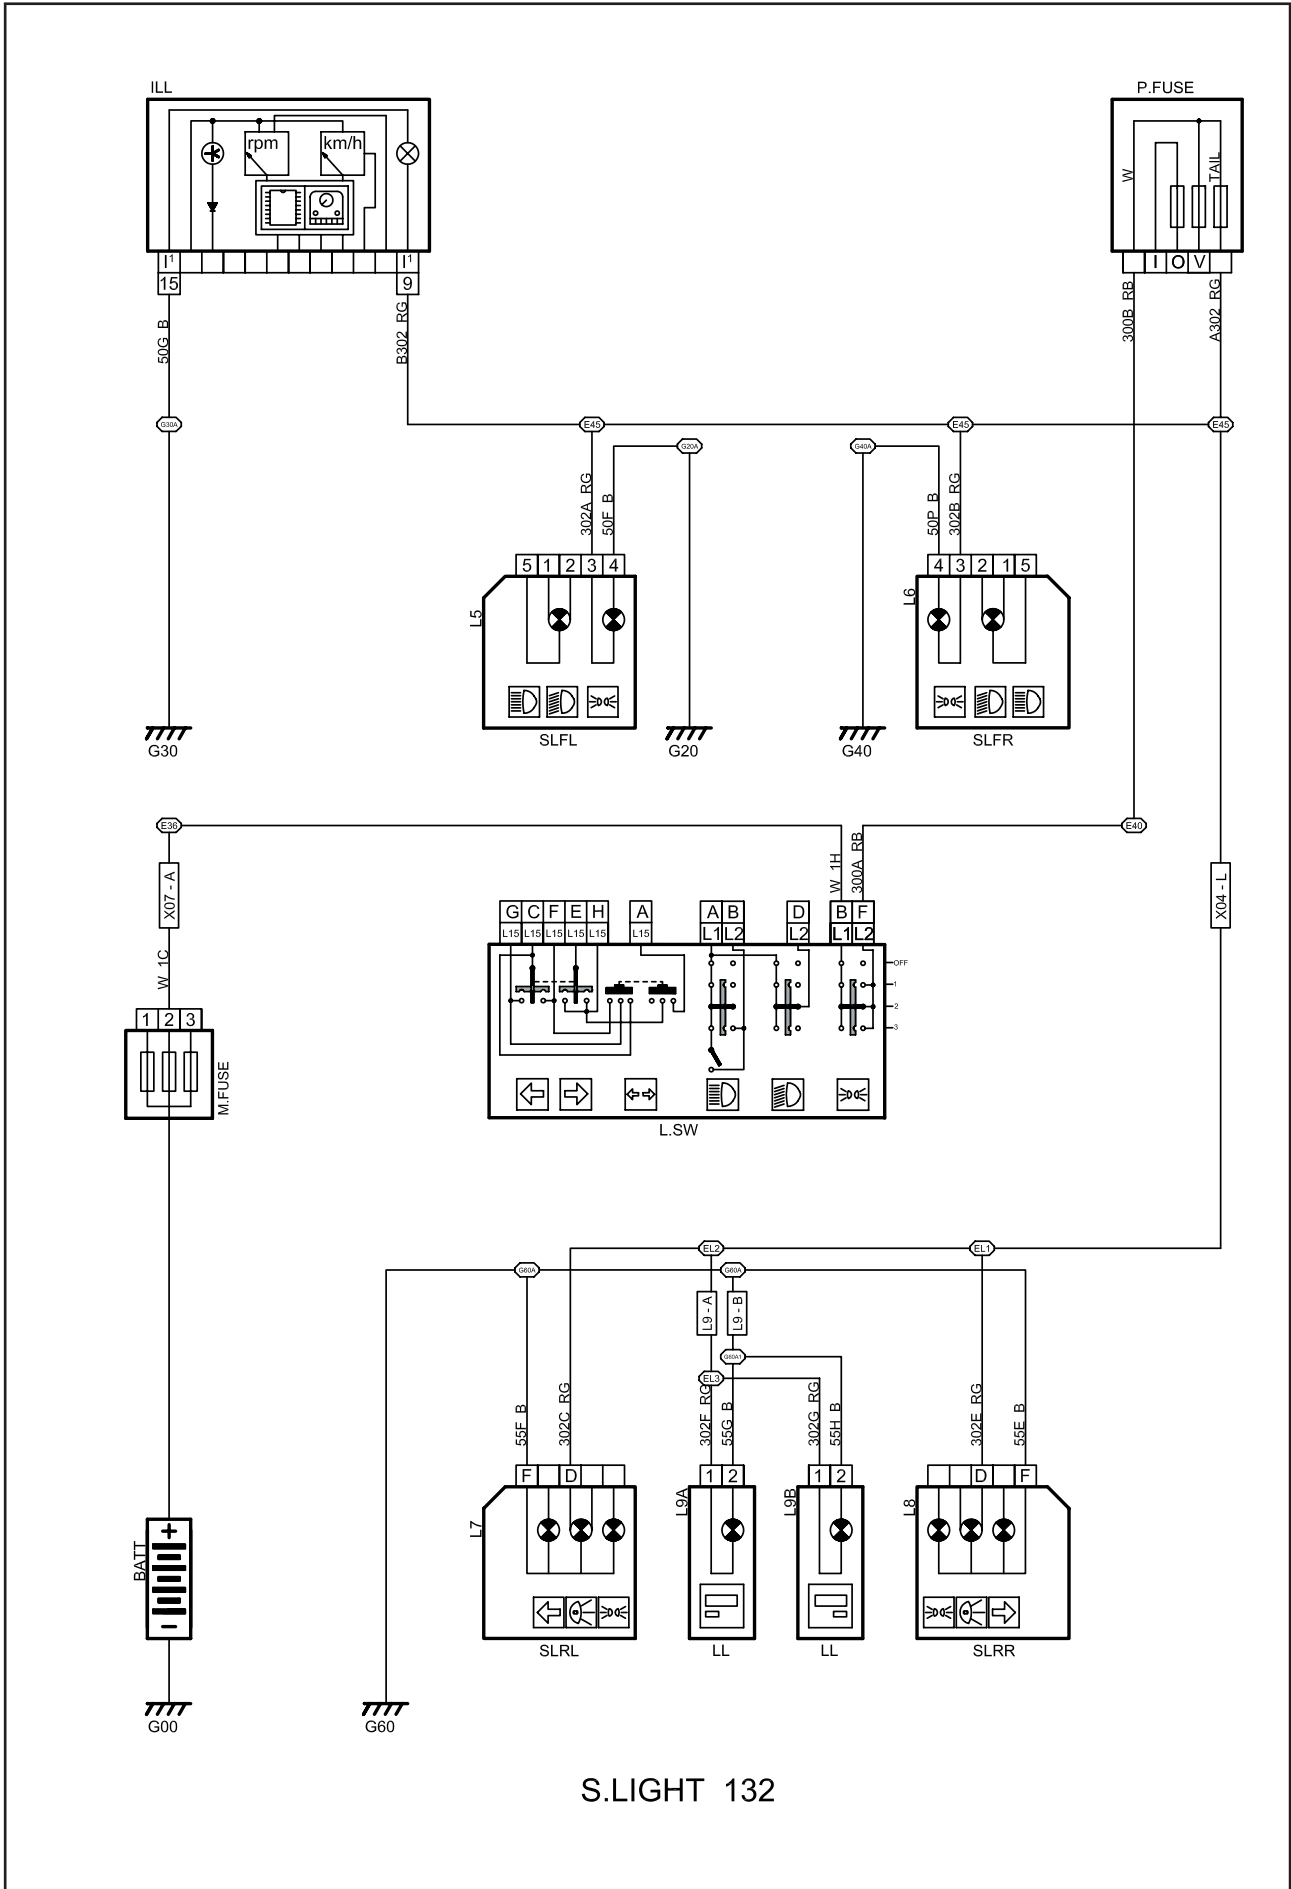 ILL
P.FUSE
rpm
km/h
W
TAIL
I1
I1
I O V
15
9
50G B
B302 RG
300B RB
A302 RG
G30A
E45
E45
E45
G20A
G40A
302A RG
50F B
50P B
302B RG
5 1 2 3 4
4 3 2 1 5
L5
L6
SLFL
SLFR
G30
G20
G40
E36
E40
X07 - A
W 1H
300A RB
X04 - L
G C F E H
A
A B
D
B F
L15 L15 L15 L15 L15
L15
L1 L2
L2
L1 L2
OFF
1
2
3
W 1C
1 2 3
M.FUSE
L.SW
EL2
EL1
G60A
G60A
L9 - A
L9 - B
G60A1
EL3
55F B
302C RG
302F RG
55G B
302G RG
55H B
302E RG
55E B
F D
1 2
1 2
D F
L7
L9A
L9B
L8
BATT
+
−
SLRL
LL
LL
SLRR
G00
G60
S.LIGHT 132